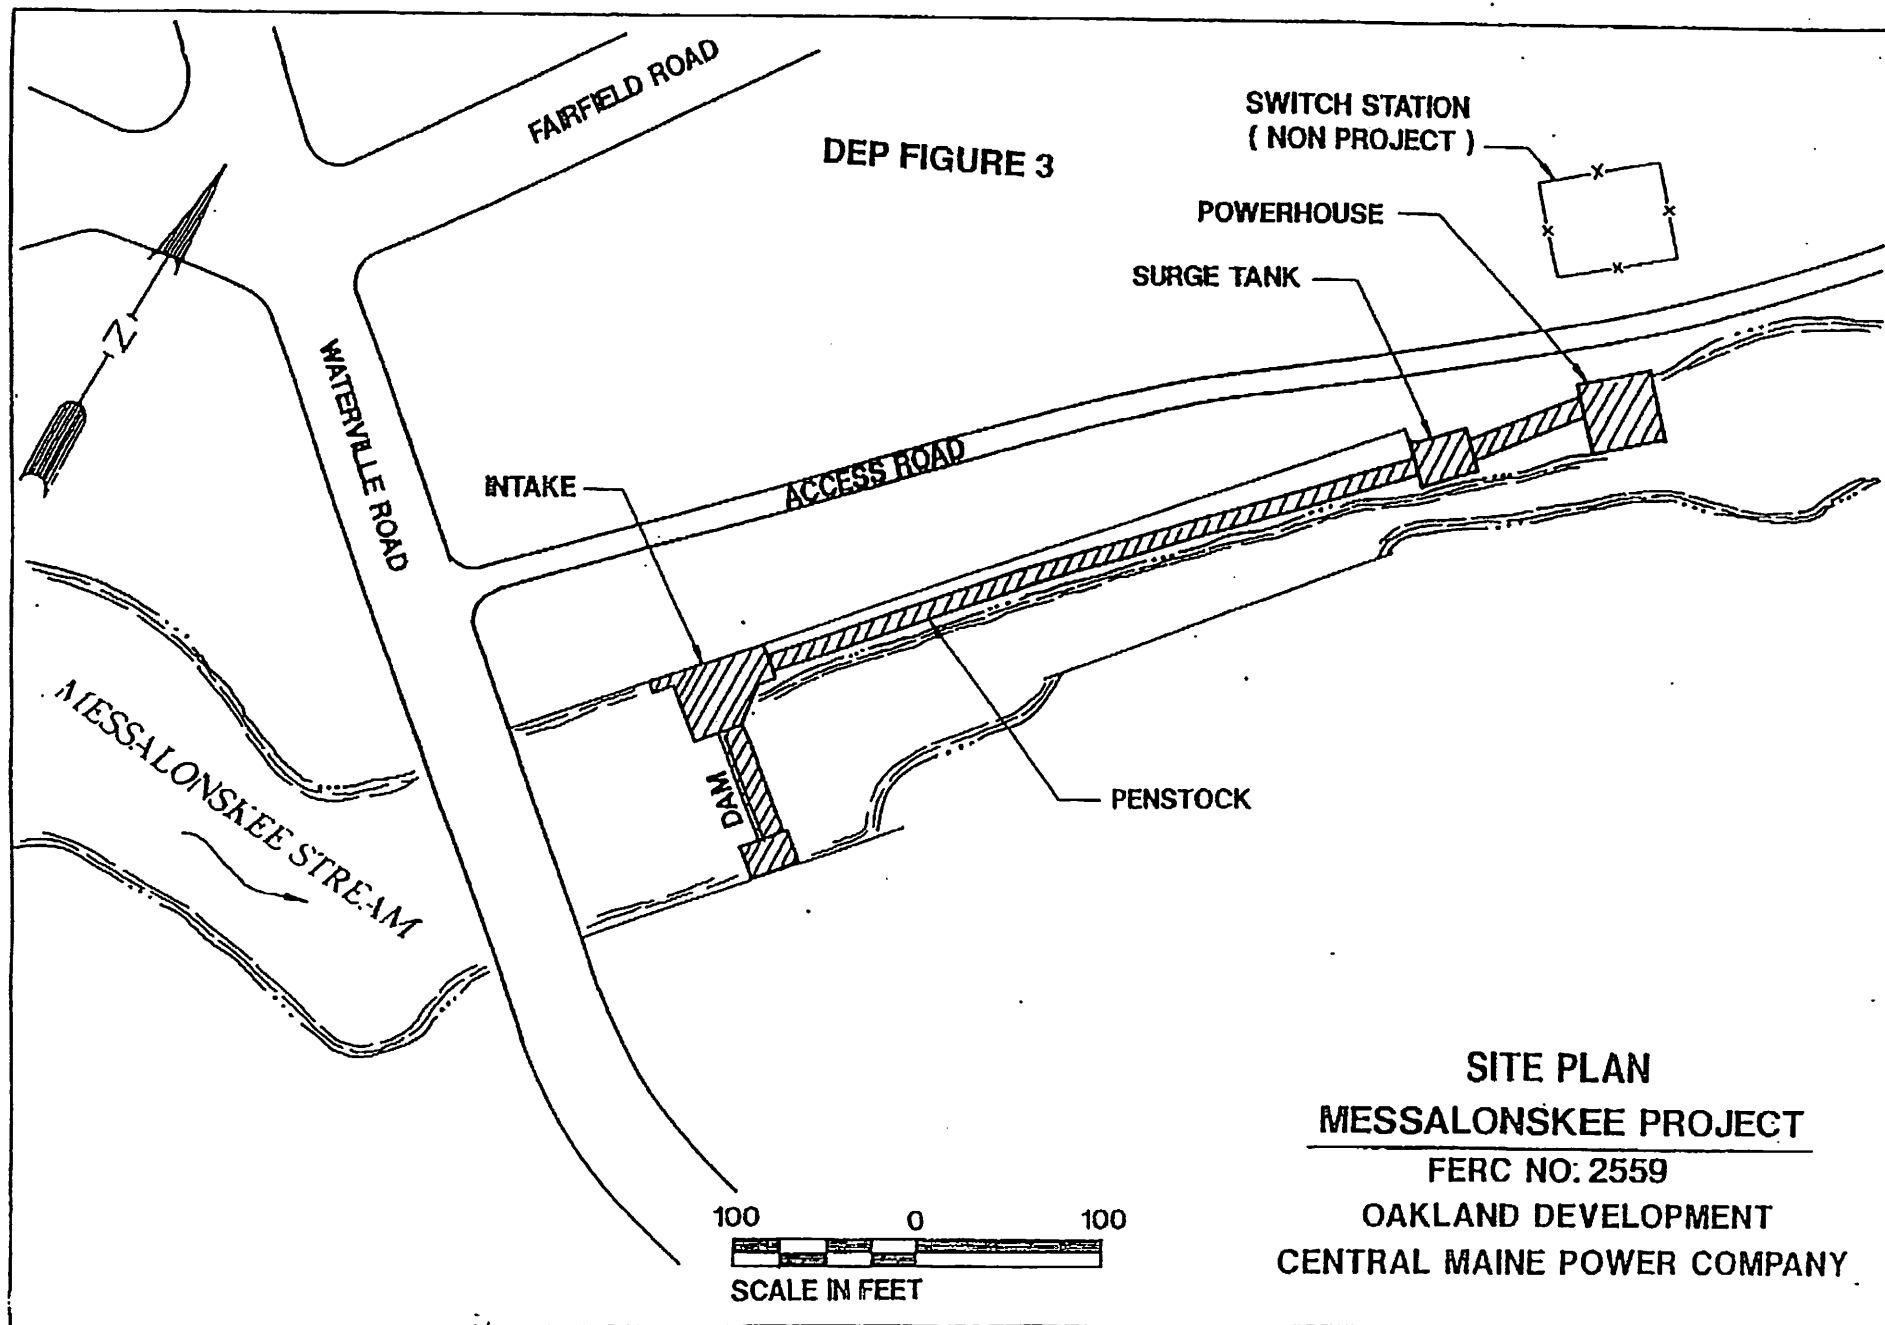 FAIRFIELD ROAD
DEP FIGURE 3
SWITCH STATION
( NON PROJECT )
POWERHOUSE
SURGE TANK
N
WATERVILLE ROAD
INTAKE
ACCESS ROAD
MESSALONSKEE STREAM
DAM
PENSTOCK
SITE PLAN
MESSALONSKEE PROJECT
FERC NO: 2559
OAKLAND DEVELOPMENT
CENTRAL MAINE POWER COMPANY
100 0 100
SCALE IN FEET